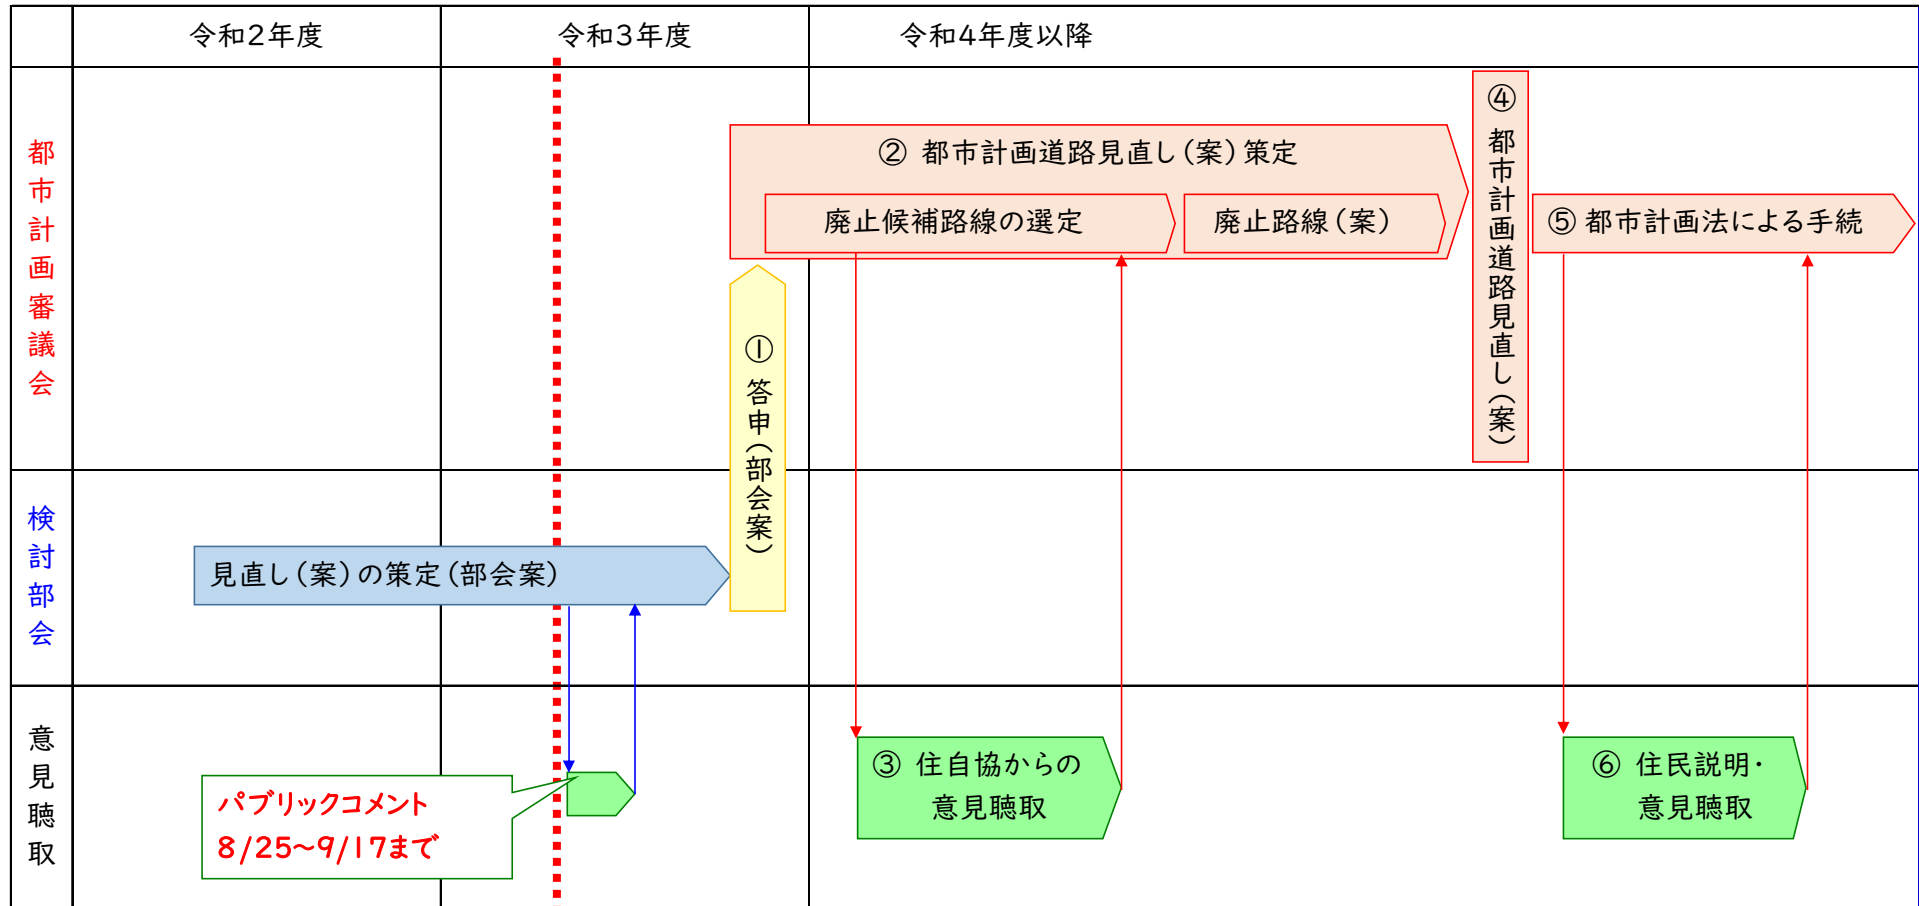 令和2年度
令和3年度
令和4年度以降
都市計画審議会
② 都市計画道路見直し(案)策定
廃止候補路線の選定
廃止路線(案)
④ 都市計画道路見直し(案)
⑤ 都市計画法による手続
① 答申(部会案)
検討部会
見直し(案)の策定(部会案)
意見聴取
パブリックコメント
8/25~9/17まで
③ 住自協からの
意見聴取
⑥ 住民説明・
意見聴取